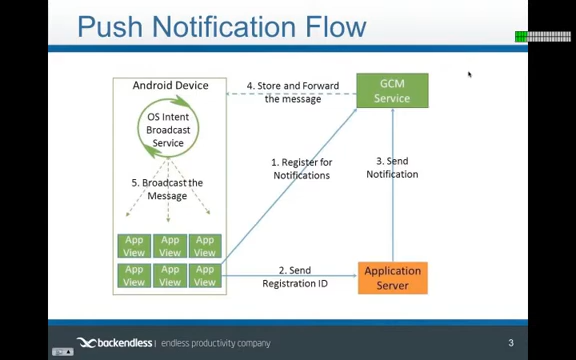 Push Notification Flow
Android Device
OS Intent
Broadcast
Service
5. Broadcast the
Message
App
View
App
View
App
View
App
View
App
View
App
View
4. Store and Forward
the message
GCM
Service
1. Register for
Notifications
3. Send
Notification
2. Send
Registration ID
Application
Server
backendless | endless productivity company
3